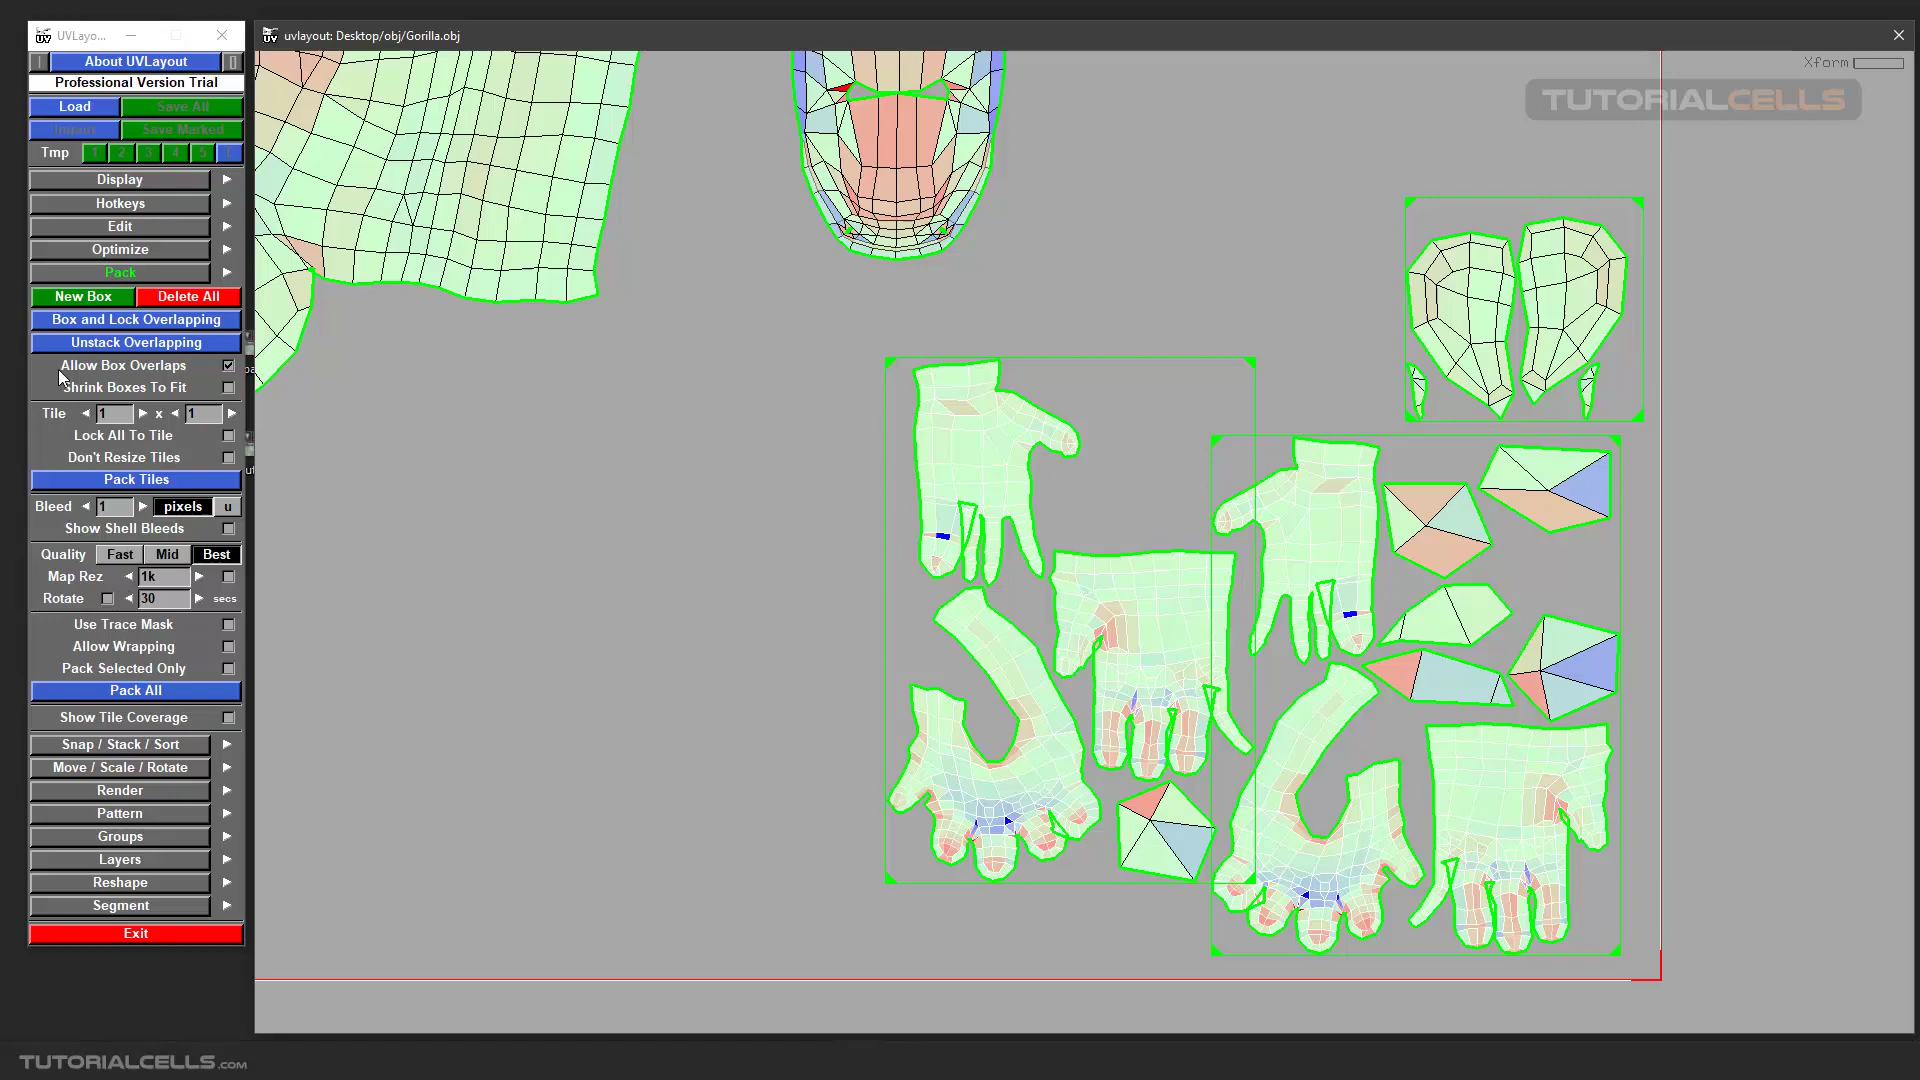 UVLayo...
uvlayout: Desktop/obj/Gorilla.obj
About UVLayout
Professional Version Trial
Load
Save All
Save Marked
Tmp 1 2 3 4 5
Display
Hotkeys
Edit
Optimize
Pack
New Box Delete All
Box and Lock Overlapping
Unstack Overlapping
Allow Box Overlaps
Shrink Boxes To Fit
Tile 1 x 1
Lock All To Tile
Don't Resize Tiles
Pack Tiles
Bleed 1 pixels u
Show Shell Bleeds
Quality Fast Mid Best
Map Rez 1k
Rotate 30 secs
Use Trace Mask
Allow Wrapping
Pack Selected Only
Pack All
Show Tile Coverage
Snap / Stack / Sort
Move / Scale / Rotate
Render
Pattern
Groups
Layers
Reshape
Segment
Exit
Xform
TUTORIALCELLS
TUTORIALCELLS.COM